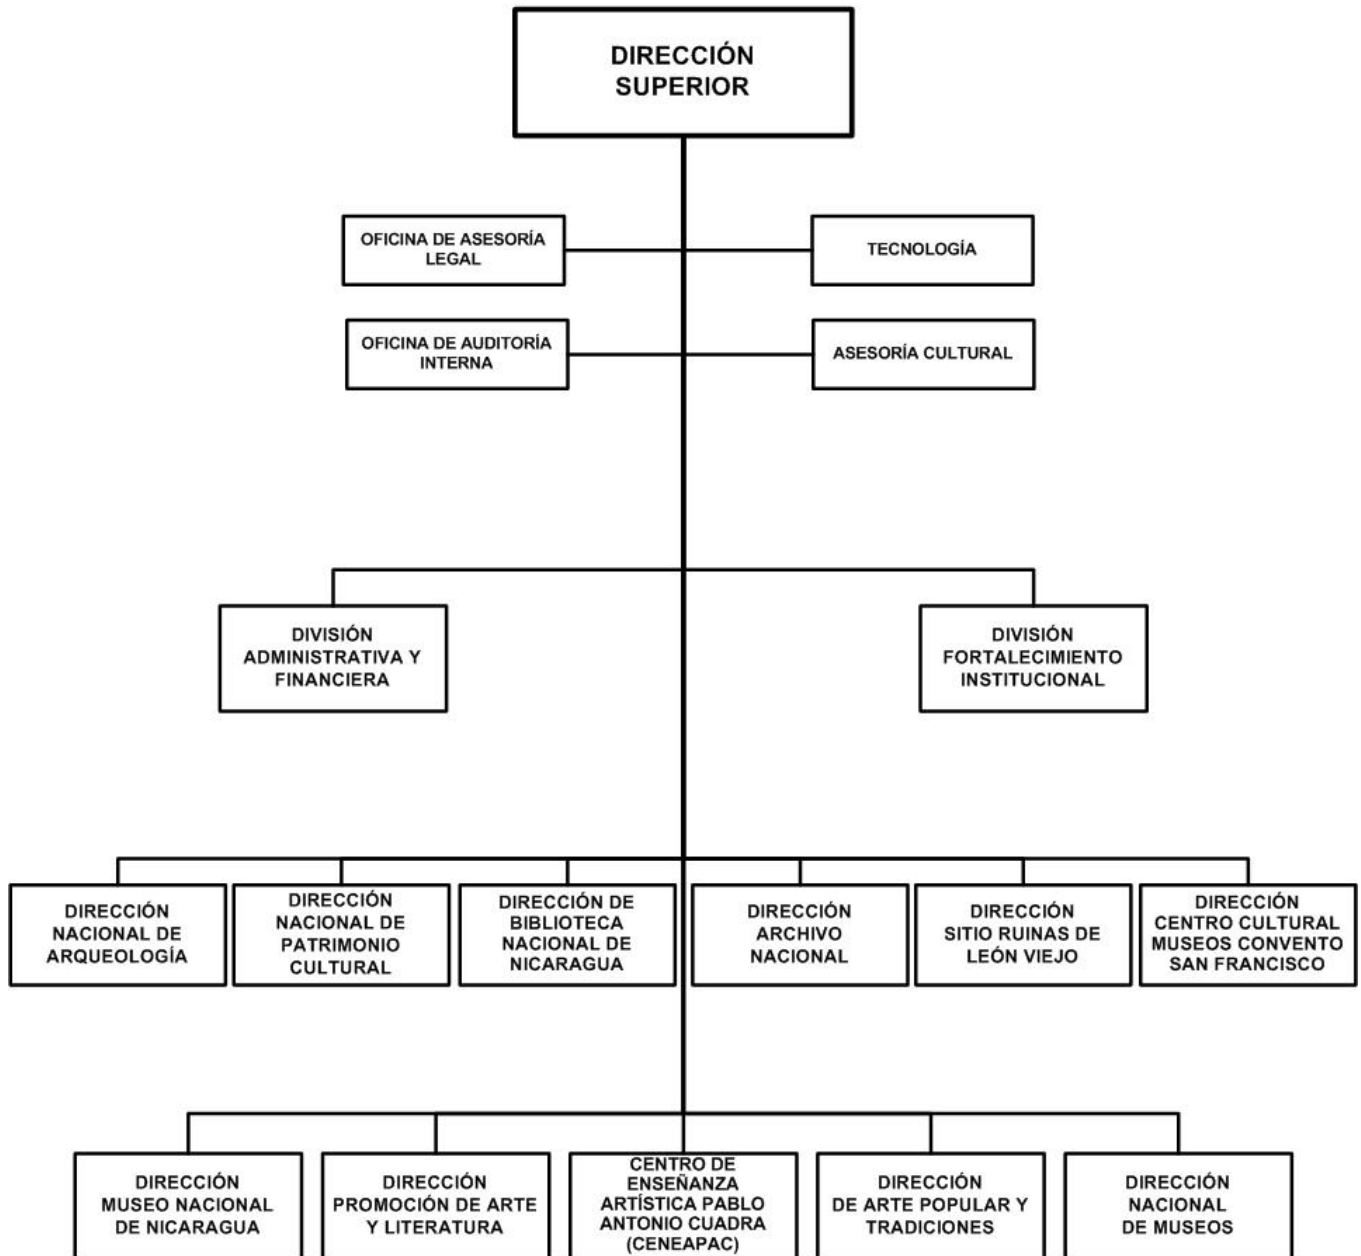 DIRECCIÓN
SUPERIOR
OFICINA DE ASESORÍA
LEGAL
TECNOLOGÍA
OFICINA DE AUDITORÍA
INTERNA
ASESORÍA CULTURAL
DIVISIÓN
ADMINISTRATIVA Y
FINANCIERA
DIVISIÓN
FORTALECIMIENTO
INSTITUCIONAL
DIRECCIÓN
NACIONAL DE
ARQUEOLOGÍA
DIRECCIÓN
NACIONAL DE
PATRIMONIO
CULTURAL
DIRECCIÓN DE
BIBLIOTECA
NACIONAL DE
NICARAGUA
DIRECCIÓN
ARCHIVO
NACIONAL
DIRECCIÓN
SITIO RUINAS DE
LEÓN VIEJO
DIRECCIÓN
CENTRO CULTURAL
MUSEOS CONVENTO
SAN FRANCISCO
DIRECCIÓN
MUSEO NACIONAL
DE NICARAGUA
DIRECCIÓN
PROMOCIÓN DE ARTE
Y LITERATURA
CENTRO DE
ENSEÑANZA
ARTÍSTICA PABLO
ANTONIO CUADRA
(CENEAPAC)
DIRECCIÓN
DE ARTE POPULAR Y
TRADICIONES
DIRECCIÓN
NACIONAL
DE MUSEOS